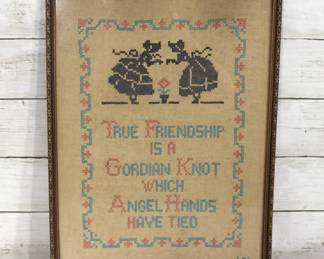 TRUE FRIENDSHIP
IS A
GORDIAN KNOT
WHICH
ANGEL HANDS
HAVE TIED